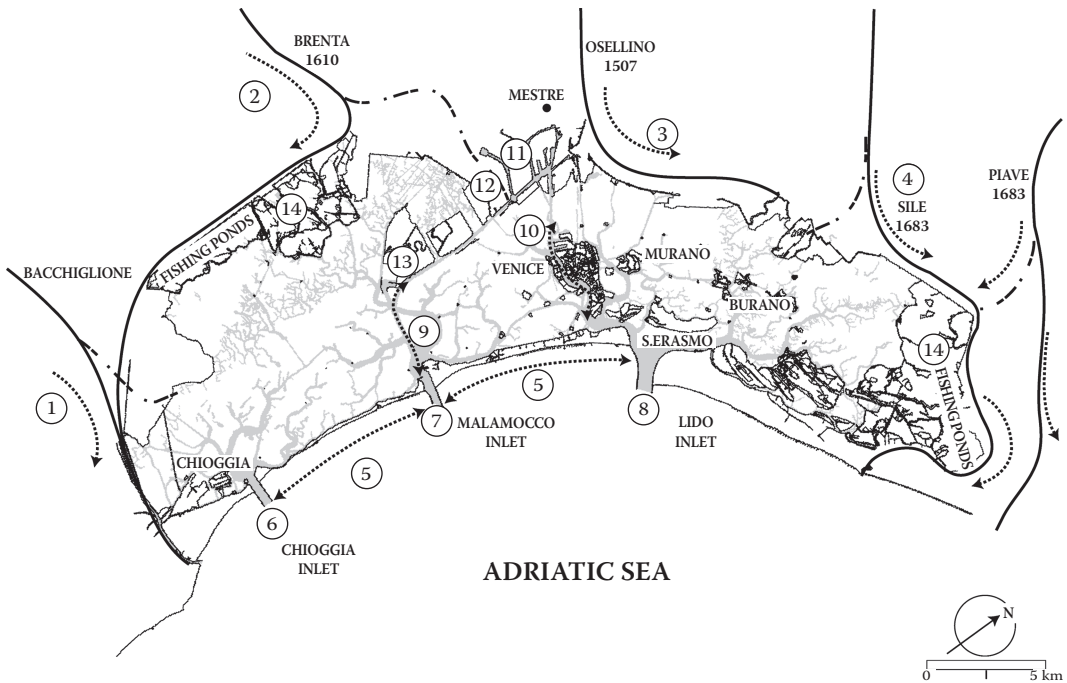 BRENTA
1610
OSELLINO
1507
2
MESTRE
3
11
12
4
SILE
1683
PIAVE
1683
14
FISHING PONDS
10
VENICE
MURANO
13
BACCHIGLIONE
BURANO
9
S.ERASMO
14
FISHING PONDS
5
1
7
MALAMOCCO
INLET
8
LIDO
INLET
CHIOGGIA
5
6
CHIOGGIA
INLET
ADRIATIC SEA
N
0
5 km